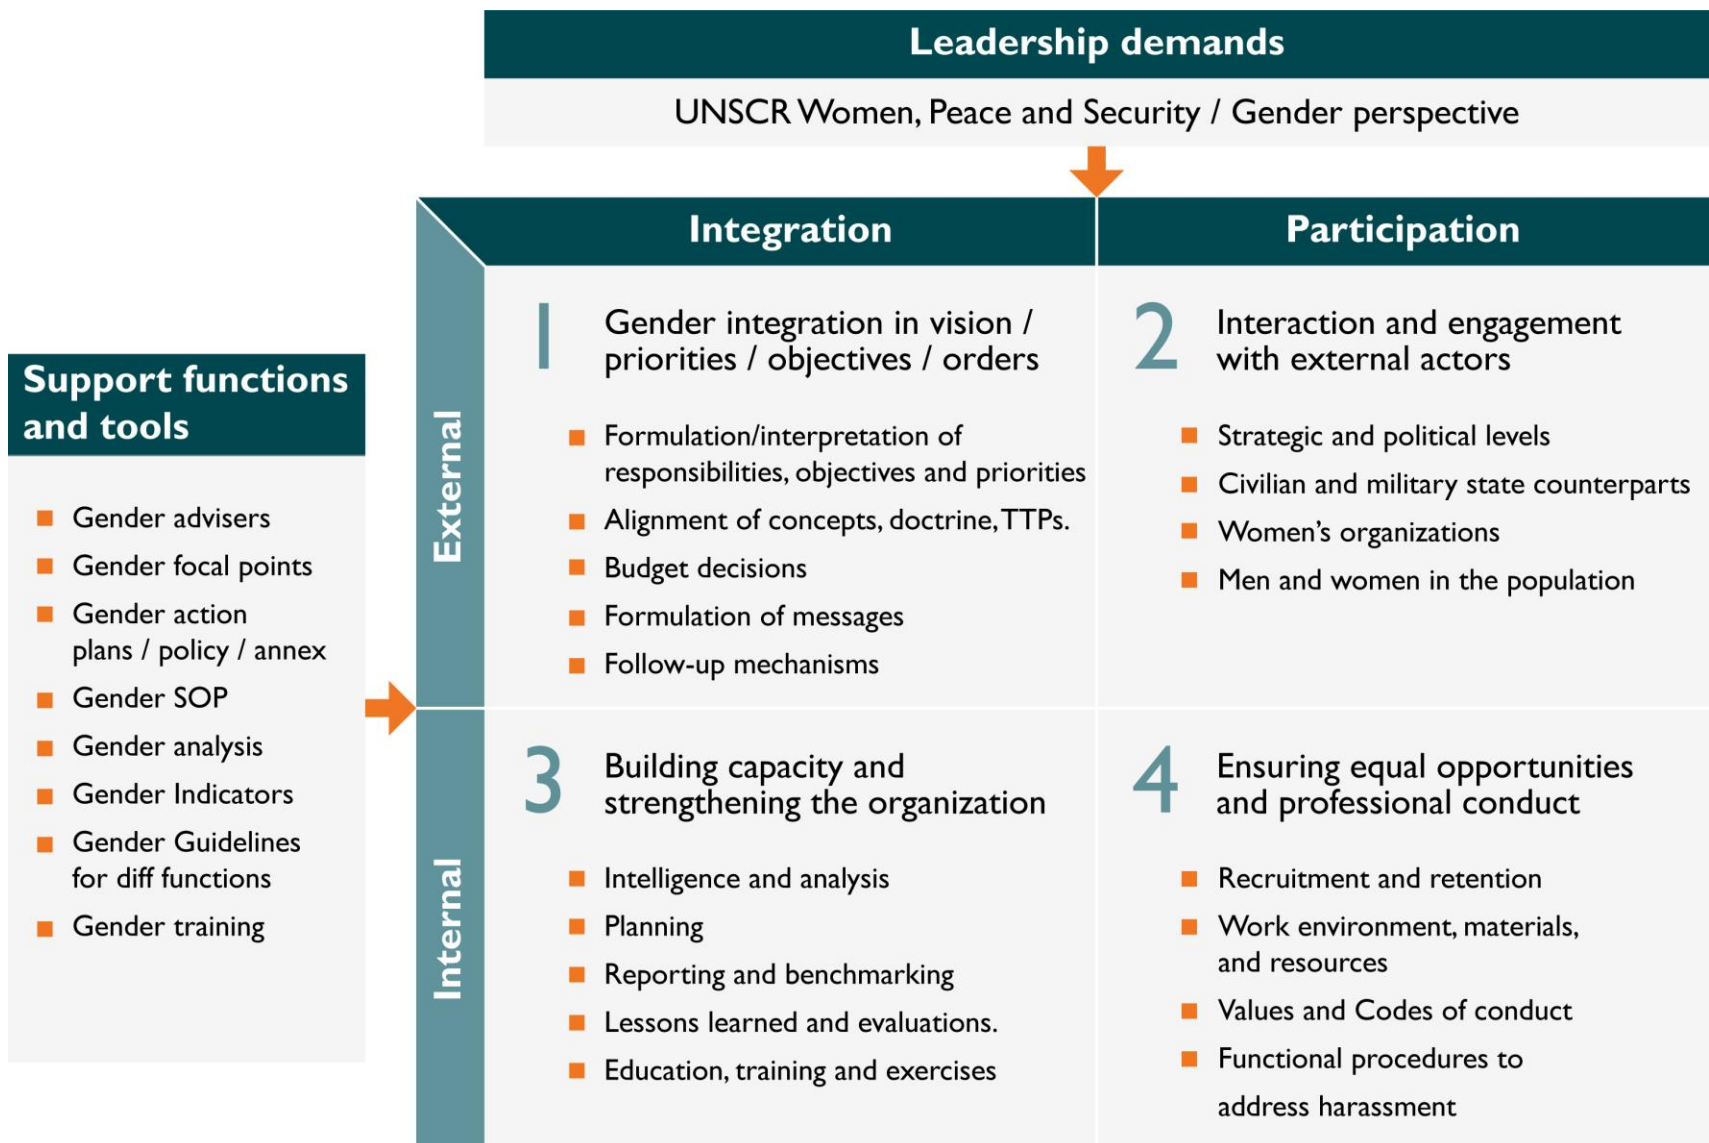 Leadership demands
UNSCR Women, Peace and Security / Gender perspective
Support functions
and tools
Gender advisers
Gender focal points
Gender action
plans / policy / annex
Gender SOP
Gender analysis
Gender Indicators
Gender Guidelines
for diff functions
Gender training
Integration
Participation
External
1
Gender integration in vision /
priorities / objectives / orders
Formulation/interpretation of
responsibilities, objectives and priorities
Alignment of concepts, doctrine, TTPs.
Budget decisions
Formulation of messages
Follow-up mechanisms
2
Interaction and engagement
with external actors
Strategic and political levels
Civilian and military state counterparts
Women’s organizations
Men and women in the population
Internal
3
Building capacity and
strengthening the organization
Intelligence and analysis
Planning
Reporting and benchmarking
Lessons learned and evaluations.
Education, training and exercises
4
Ensuring equal opportunities
and professional conduct
Recruitment and retention
Work environment, materials,
and resources
Values and Codes of conduct
Functional procedures to
address harassment